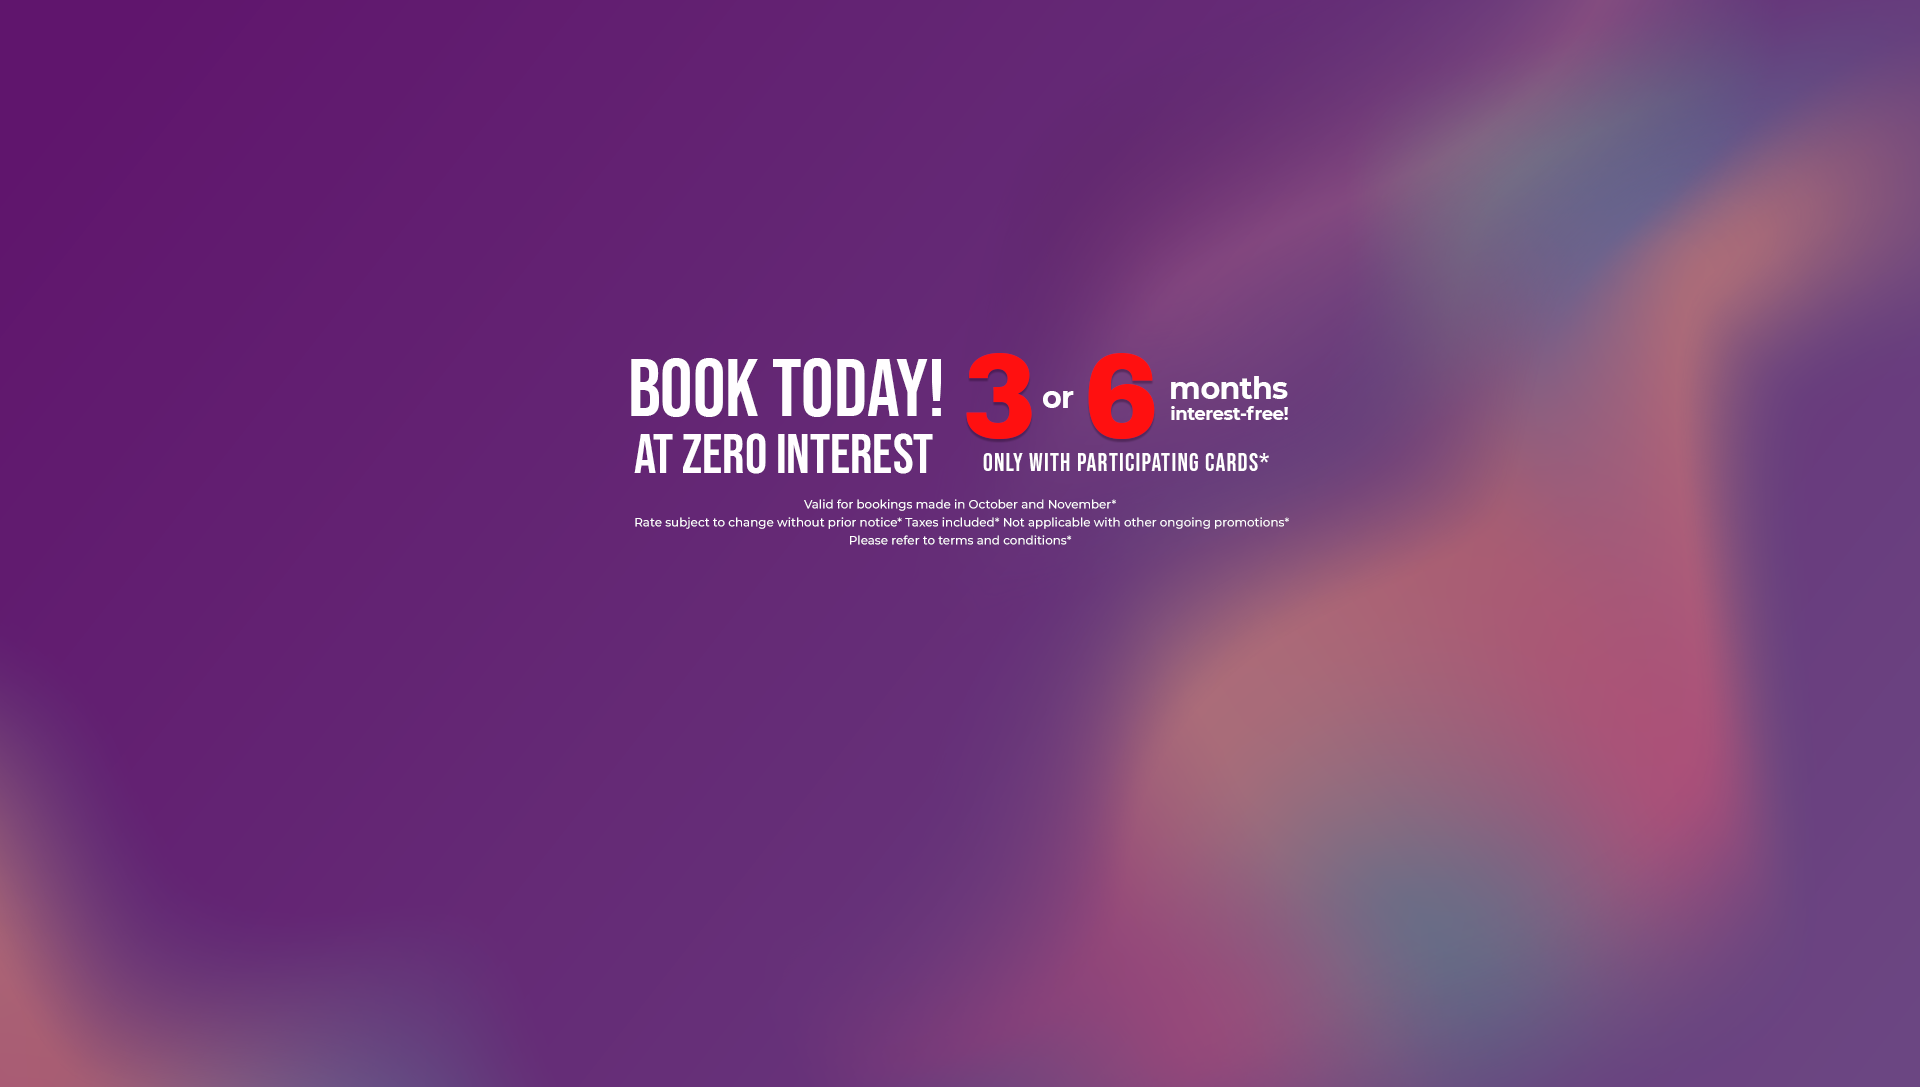 BOOK TODAY!
AT ZERO INTEREST
3 or 6 months
interest-free!
ONLY WITH PARTICIPATING CARDS*
Valid for bookings made in October and November*
Rate subject to change without prior notice* Taxes included* Not applicable with other ongoing promotions*
Please refer to terms and conditions*